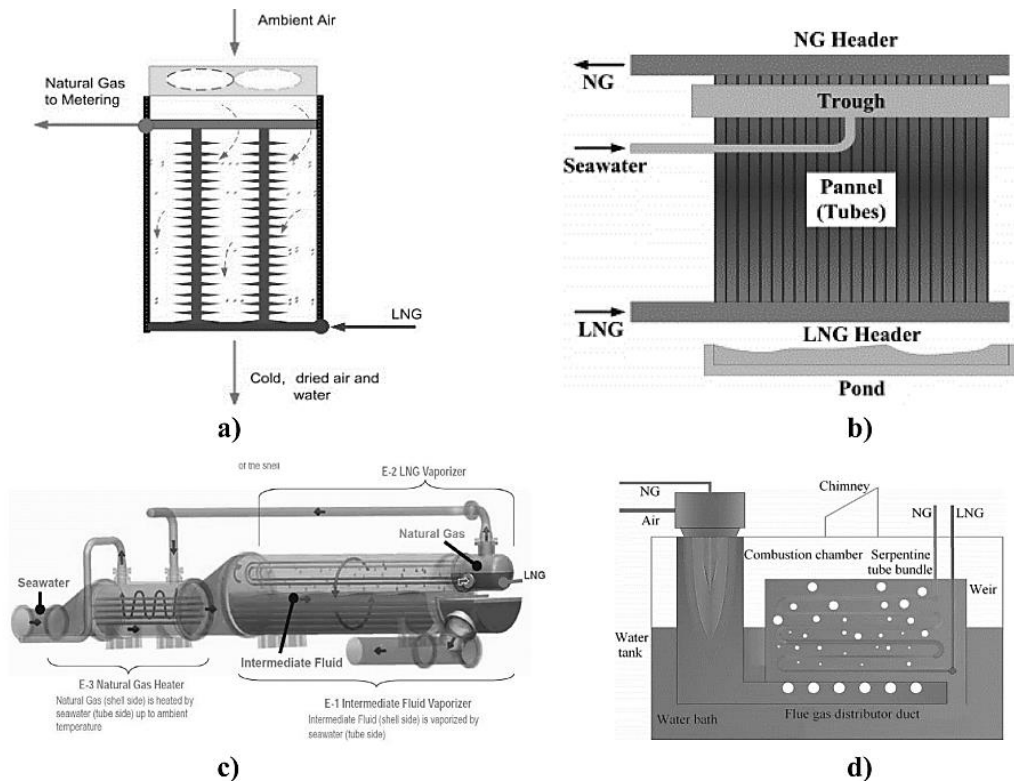 Ambient Air
Natural Gas
to Metering
LNG
Cold, dried air and
water
a)
NG Header
NG
Trough
Seawater
Pannel
(Tubes)
LNG
LNG Header
Pond
b)
of the shell
E-2 LNG Vaporizer
Natural Gas
LNG
Seawater
Intermediate Fluid
E-3 Natural Gas Heater
Natural Gas (shell side) is heated by
seawater (tube side) up to ambient
temperature
E-1 Intermediate Fluid Vaporizer
Intermediate Fluid (shell side) is vaporized by
seawater (tube side)
c)
NG
Air
Chimney
NG
LNG
Combustion chamber
Serpentine
tube bundle
Weir
Water
tank
Water bath
Flue gas distributor duct
d)